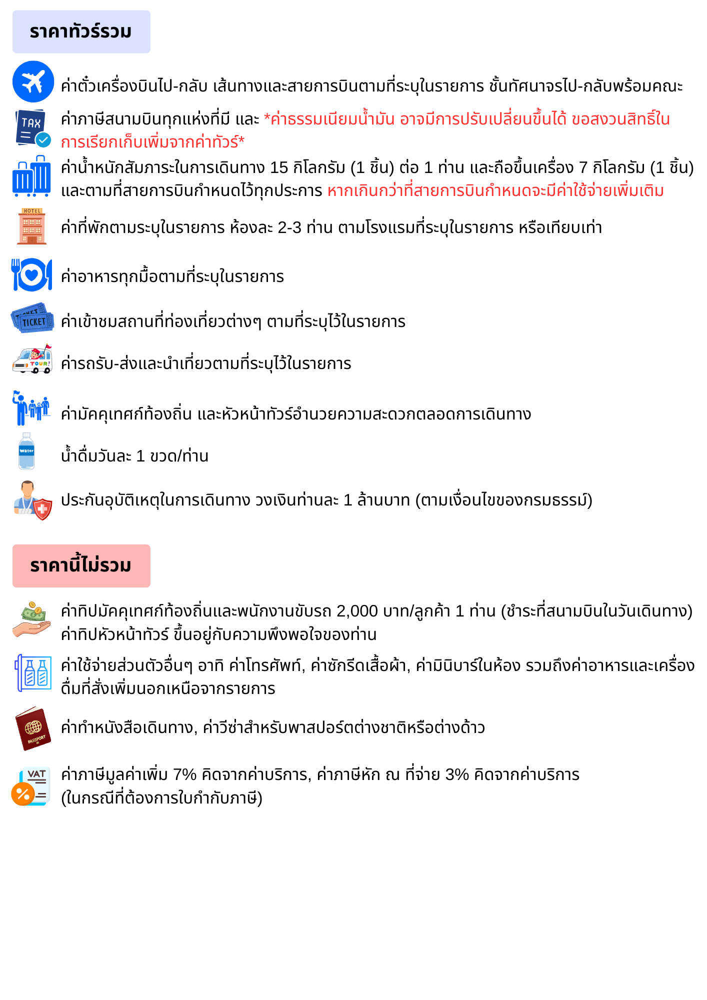 ราคาทัวร์รวม
ค่าตั๋วเครื่องบินไป-กลับ เส้นทางและสายการบินตามที่ระบุในรายการ ชั้นทัศนาจรไป-กลับพร้อมคณะ
TAX
ค่าภาษีสนามบินทุกแห่งที่มี และ *ค่าธรรมเนียมน้ำมัน อาจมีการปรับเปลี่ยนขึ้นได้ ขอสงวนสิทธิ์ใน
การเรียกเก็บเพิ่มจากค่าทัวร์*
ค่าน้ำหนักสัมภาระในการเดินทาง 15 กิโลกรัม (1 ชิ้น) ต่อ 1 ท่าน และถือขึ้นเครื่อง 7 กิโลกรัม (1 ชิ้น)
และตามที่สายการบินกำหนดไว้ทุกประการ หากเกินกว่าที่สายการบินกำหนดจะมีค่าใช้จ่ายเพิ่มเติม
HOTEL
ค่าที่พักตามระบุในรายการ ห้องละ 2-3 ท่าน ตามโรงแรมที่ระบุในรายการ หรือเทียบเท่า
ค่าอาหารทุกมื้อตามที่ระบุในรายการ
TICKET
TICKET
ค่าเข้าชมสถานที่ท่องเที่ยวต่างๆ ตามที่ระบุไว้ในรายการ
TOUR!
ค่ารถรับ-ส่งและนำเที่ยวตามที่ระบุไว้ในรายการ
ค่ามัคคุเทศก์ท้องถิ่น และหัวหน้าทัวร์อำนวยความสะดวกตลอดการเดินทาง
Water
น้ำดื่มวันละ 1 ขวด/ท่าน
ประกันอุบัติเหตุในการเดินทาง วงเงินท่านละ 1 ล้านบาท (ตามเงื่อนไขของกรมธรรม์)
ราคานี้ไม่รวม
ค่าทิปมัคคุเทศก์ท้องถิ่นและพนักงานขับรถ 2,000 บาท/ลูกค้า 1 ท่าน (ชำระที่สนามบินในวันเดินทาง)
ค่าทิปหัวหน้าทัวร์ ขึ้นอยู่กับความพึงพอใจของท่าน
ค่าใช้จ่ายส่วนตัวอื่นๆ อาทิ ค่าโทรศัพท์, ค่าซักรีดเสื้อผ้า, ค่ามินิบาร์ในห้อง รวมถึงค่าอาหารและเครื่อง
ดื่มที่สั่งเพิ่มนอกเหนือจากรายการ
PASSPORT
ค่าทำหนังสือเดินทาง, ค่าวีซ่าสำหรับพาสปอร์ตต่างชาติหรือต่างด้าว
VAT
%
ค่าภาษีมูลค่าเพิ่ม 7% คิดจากค่าบริการ, ค่าภาษีหัก ณ ที่จ่าย 3% คิดจากค่าบริการ
(ในกรณีที่ต้องการใบกำกับภาษี)